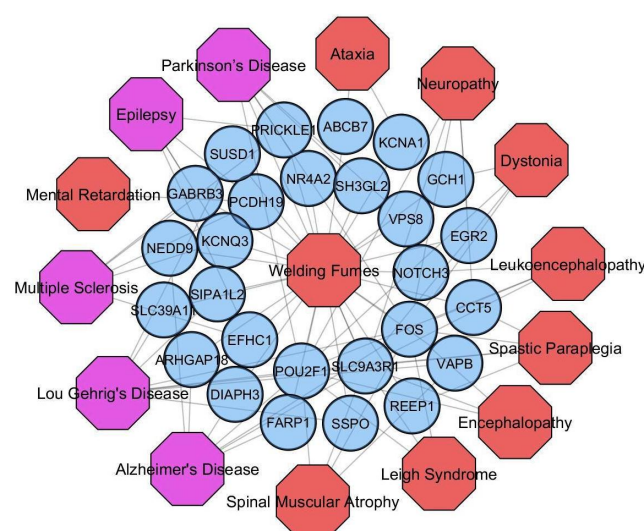 Parkinson's Disease
Ataxia
Neuropathy
Epilepsy
PRICKLE1
ABCB7
KCNA1
Dystonia
SUSD1
Mental Retardation
GABRB3
PCDH19
NR4A2
SH3GL2
GCH1
VPS8
EGR2
NEDD9
KCNQ3
Welding Fumes
NOTCH3
Leukoencephalopathy
Multiple Sclerosis
SIPA1L2
SLC39A11
CCT5
FOS
EFHC1
Spastic Paraplegia
ARHGAP18
POU2F1
SLC9A3R1
VAPB
Lou Gehrig's Disease
DIAPH3
REEP1
FARP1
SSPO
Encephalopathy
Alzheimer's Disease
Leigh Syndrome
Spinal Muscular Atrophy